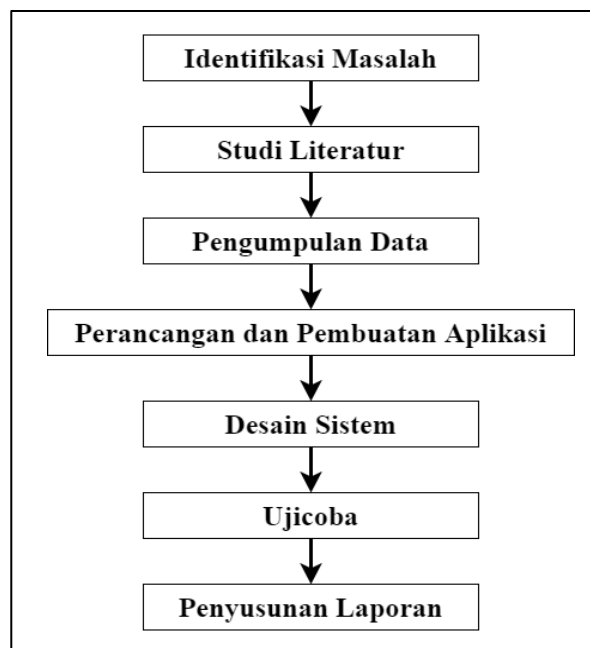 Identifikasi Masalah
Studi Literatur
Pengumpulan Data
Perancangan dan Pembuatan Aplikasi
Desain Sistem
Ujicoba
Penyusunan Laporan